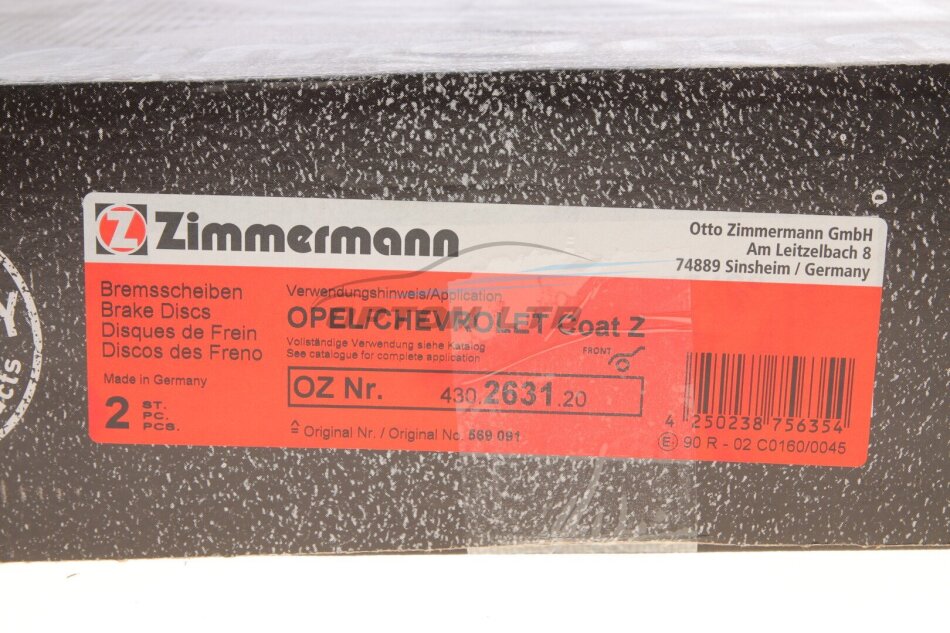 Z Zimmermann
Otto Zimmermann GmbH
Am Leitzelbach 8
74889 Sinsheim / Germany
Bremsscheiben
Brake Discs
Disques de Frein
Discos des Freno
Made in Germany
2 ST.
PC.
PCS.
Verwendungshinweis/Application
OPEL/CHEVROLET Coat Z
Vollständige Verwendung siehe Katalog
See catalogue for complete application
FRONT
OZ Nr. 430.2631.20
≙ Original Nr. / Original No. 569 091
4 250238 756354
E 90 R - 02 C0160/0045